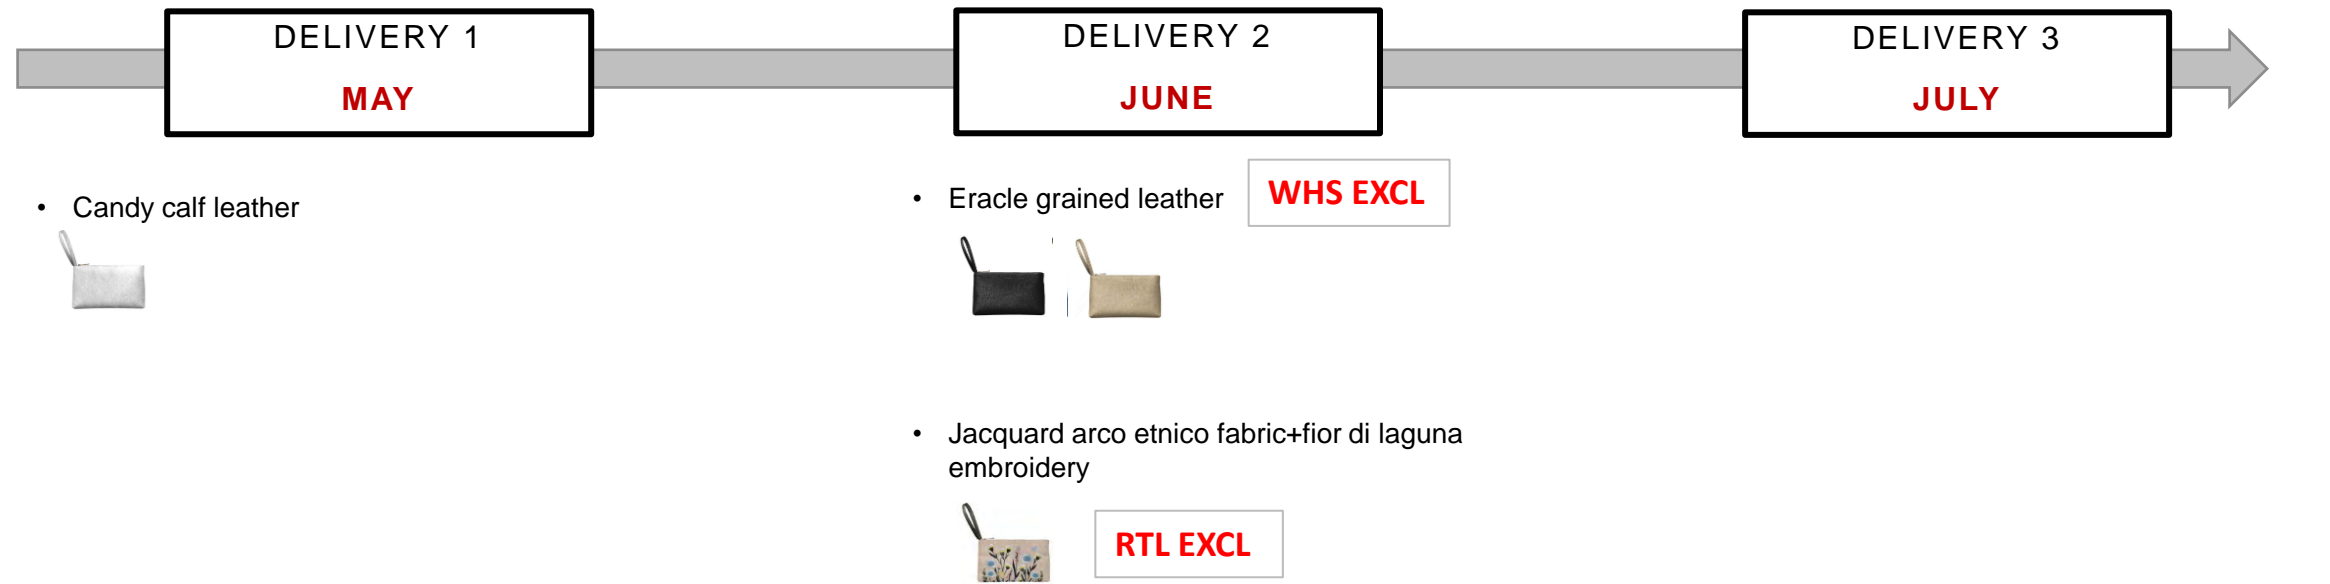 DELIVERY 1
MAY
DELIVERY 2
JUNE
DELIVERY 3
JULY
• Candy calf leather
• Eracle grained leather
WHS EXCL
• Jacquard arco etnico fabric+fior di laguna
embroidery
RTL EXCL